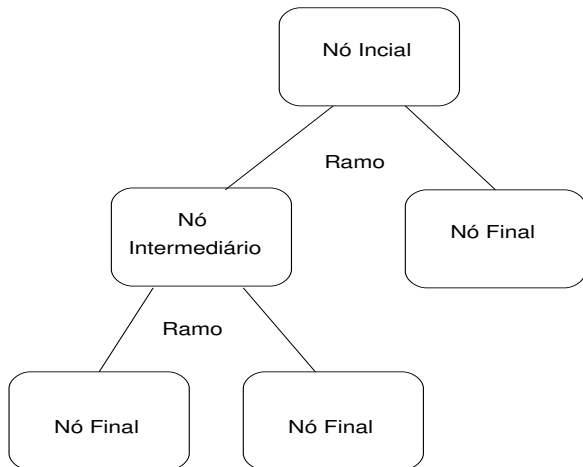 Nó Incial
Ramo
Nó
Intermediário
Nó Final
Ramo
Nó Final
Nó Final